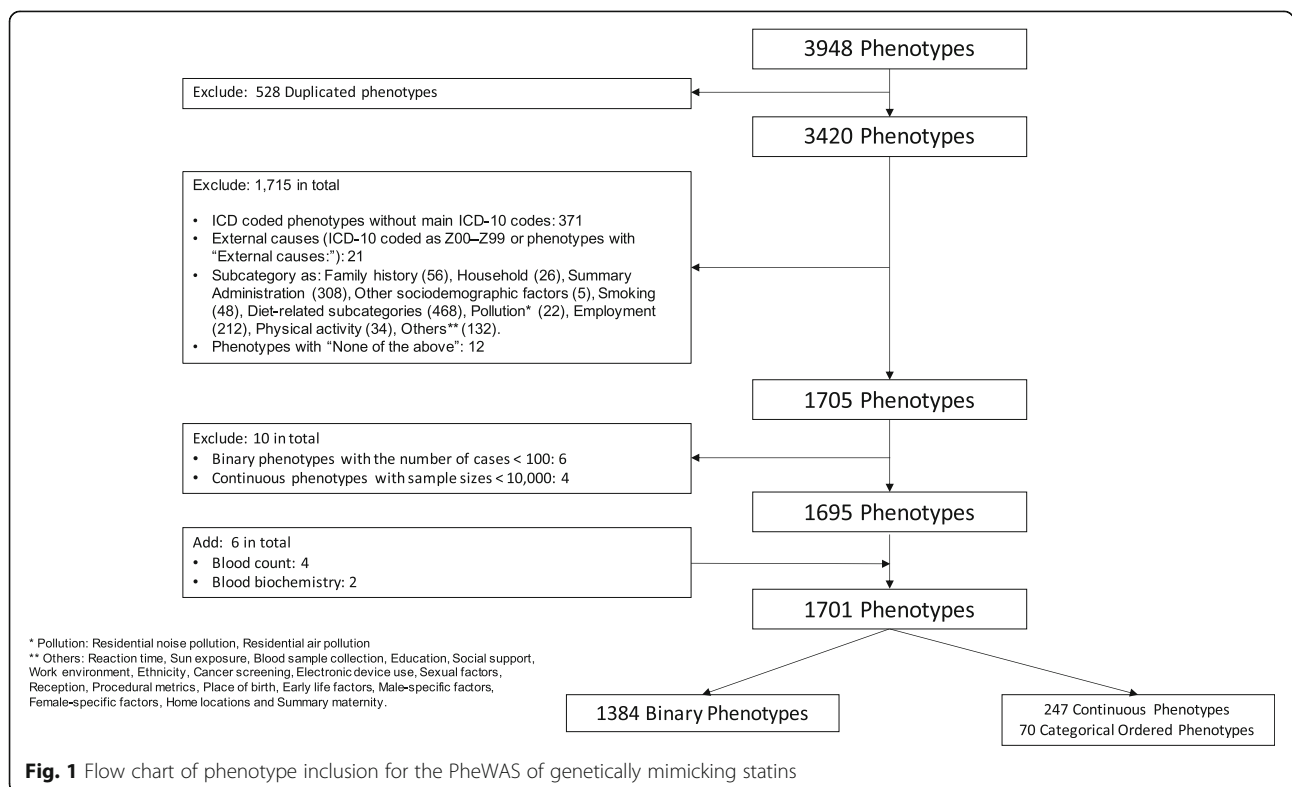 3948 Phenotypes
Exclude: 528 Duplicated phenotypes
3420 Phenotypes
Exclude: 1,715 in total
• ICD coded phenotypes without main ICD-10 codes: 371
• External causes (ICD-10 coded as Z00–Z99 or phenotypes with
“External causes:”): 21
• Subcategory as: Family history (56), Household (26), Summary
Administration (308), Other sociodemographic factors (5), Smoking
(48), Diet-related subcategories (468), Pollution* (22), Employment
(212), Physical activity (34), Others** (132).
• Phenotypes with “None of the above”: 12
1705 Phenotypes
Exclude: 10 in total
• Binary phenotypes with the number of cases < 100: 6
• Continuous phenotypes with sample sizes < 10,000: 4
1695 Phenotypes
Add: 6 in total
• Blood count: 4
• Blood biochemistry: 2
1701 Phenotypes
* Pollution: Residential noise pollution, Residential air pollution
** Others: Reaction time, Sun exposure, Blood sample collection, Education, Social support,
Work environment, Ethnicity, Cancer screening, Electronic device use, Sexual factors,
Reception, Procedural metrics, Place of birth, Early life factors, Male-specific factors,
Female-specific factors, Home locations and Summary maternity.
1384 Binary Phenotypes
247 Continuous Phenotypes
70 Categorical Ordered Phenotypes
Fig. 1 Flow chart of phenotype inclusion for the PheWAS of genetically mimicking statins